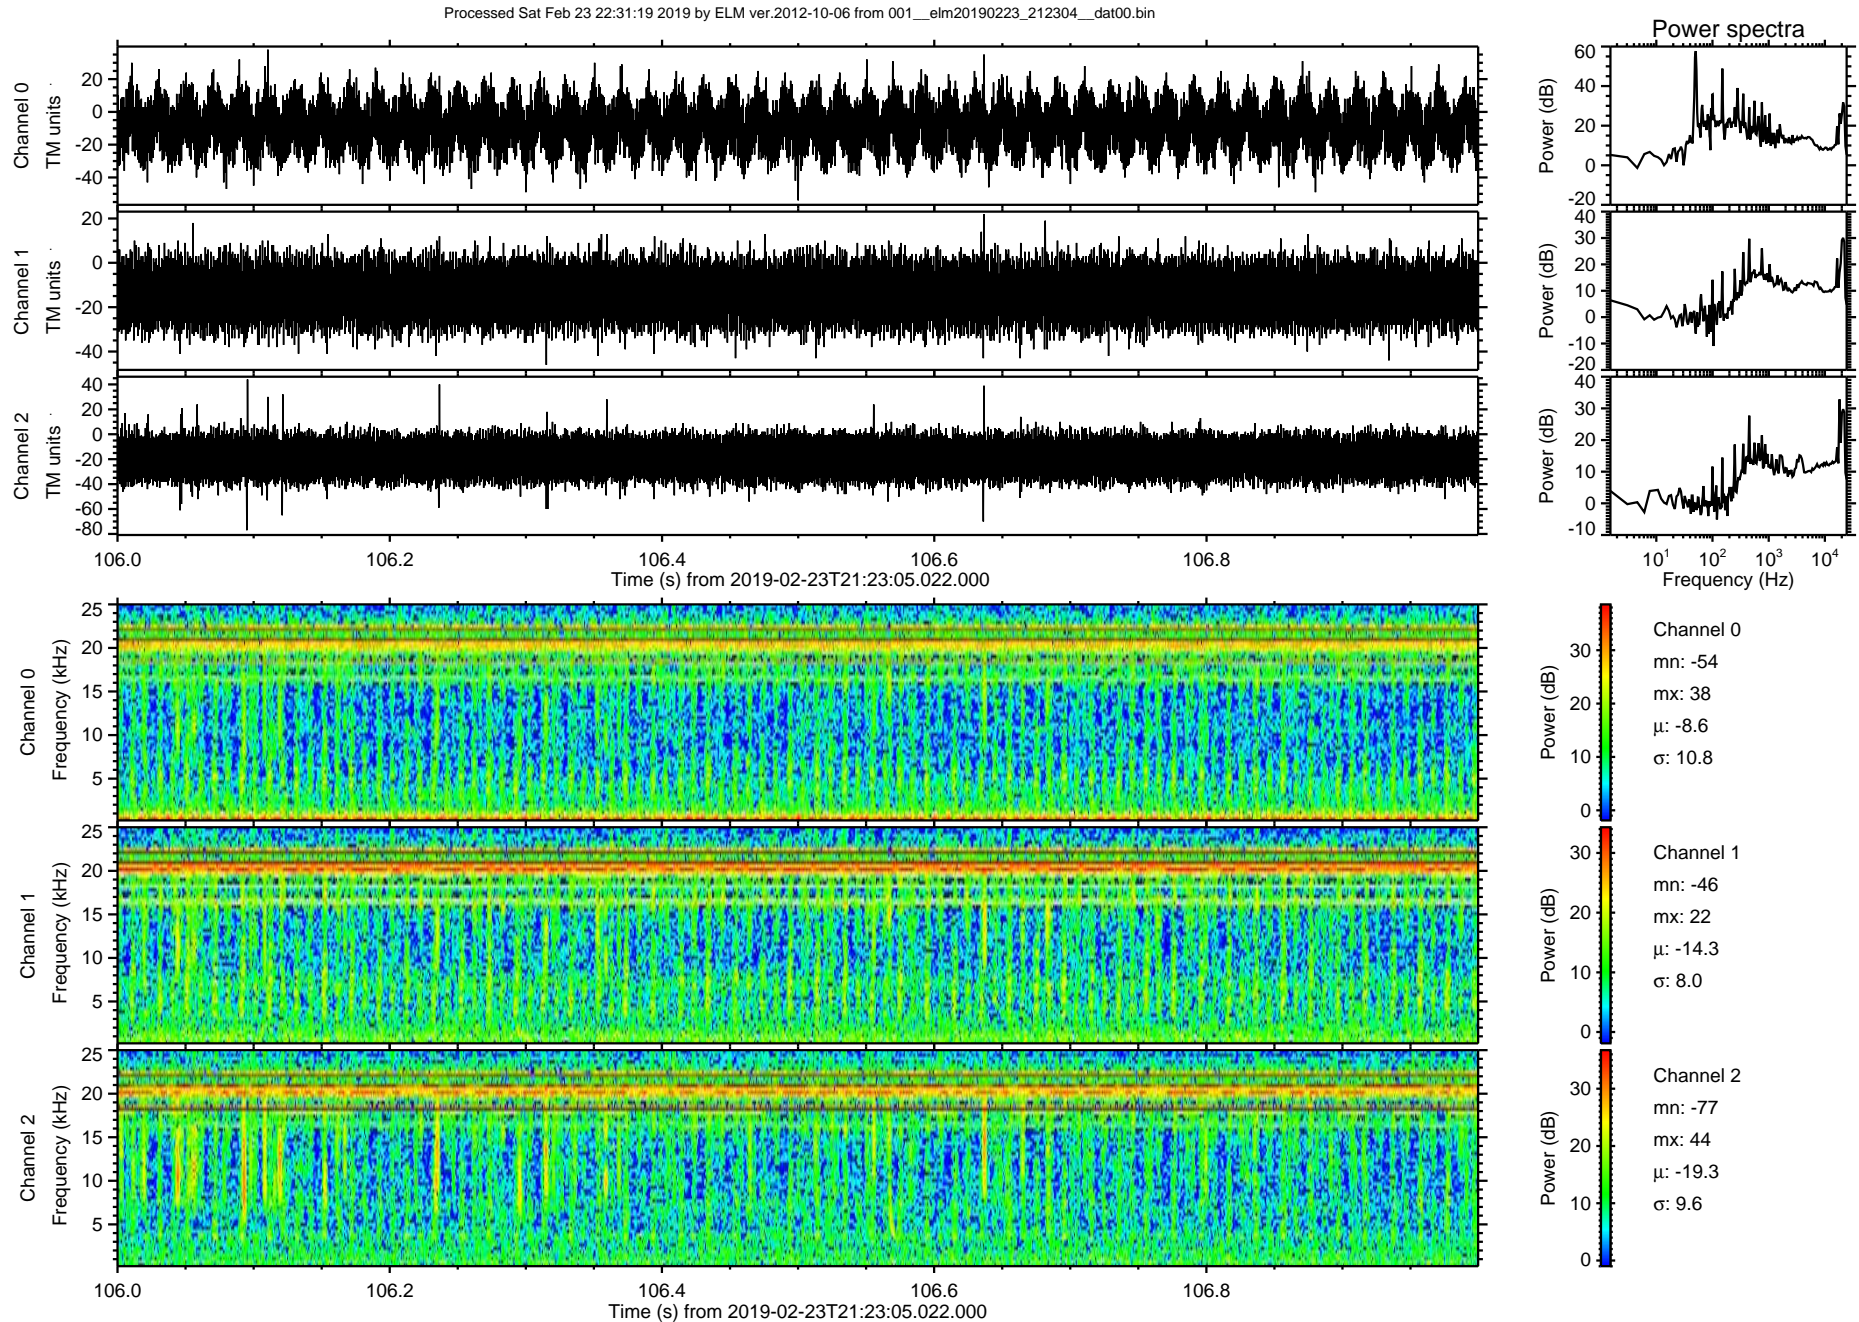 Processed Sat Feb 23 22:31:19 2019 by ELM ver.2012-10-06 from 001__elm20190223_212304__dat00.bin
Power spectra
Channel 0
TM units
20
0
-20
-40
Power (dB)
60
40
20
0
-20
Channel 1
TM units
20
0
-20
-40
Power (dB)
40
30
20
10
0
-10
-20
Channel 2
TM units
40
20
0
-20
-40
-60
-80
Power (dB)
40
30
20
10
0
-10
106.0 106.2 106.4 106.6 106.8
Time (s) from 2019-02-23T21:23:05.022.000
10^1 10^2 10^3 10^4
Frequency (Hz)
Channel 0
Frequency (kHz)
25
20
15
10
5
Power (dB)
30
20
10
0
Channel 0
mn: -54
mx: 38
µ: -8.6
σ: 10.8
Channel 1
Frequency (kHz)
25
20
15
10
5
Power (dB)
30
20
10
0
Channel 1
mn: -46
mx: 22
µ: -14.3
σ: 8.0
Channel 2
Frequency (kHz)
25
20
15
10
5
Power (dB)
30
20
10
0
Channel 2
mn: -77
mx: 44
µ: -19.3
σ: 9.6
106.0 106.2 106.4 106.6 106.8
Time (s) from 2019-02-23T21:23:05.022.000